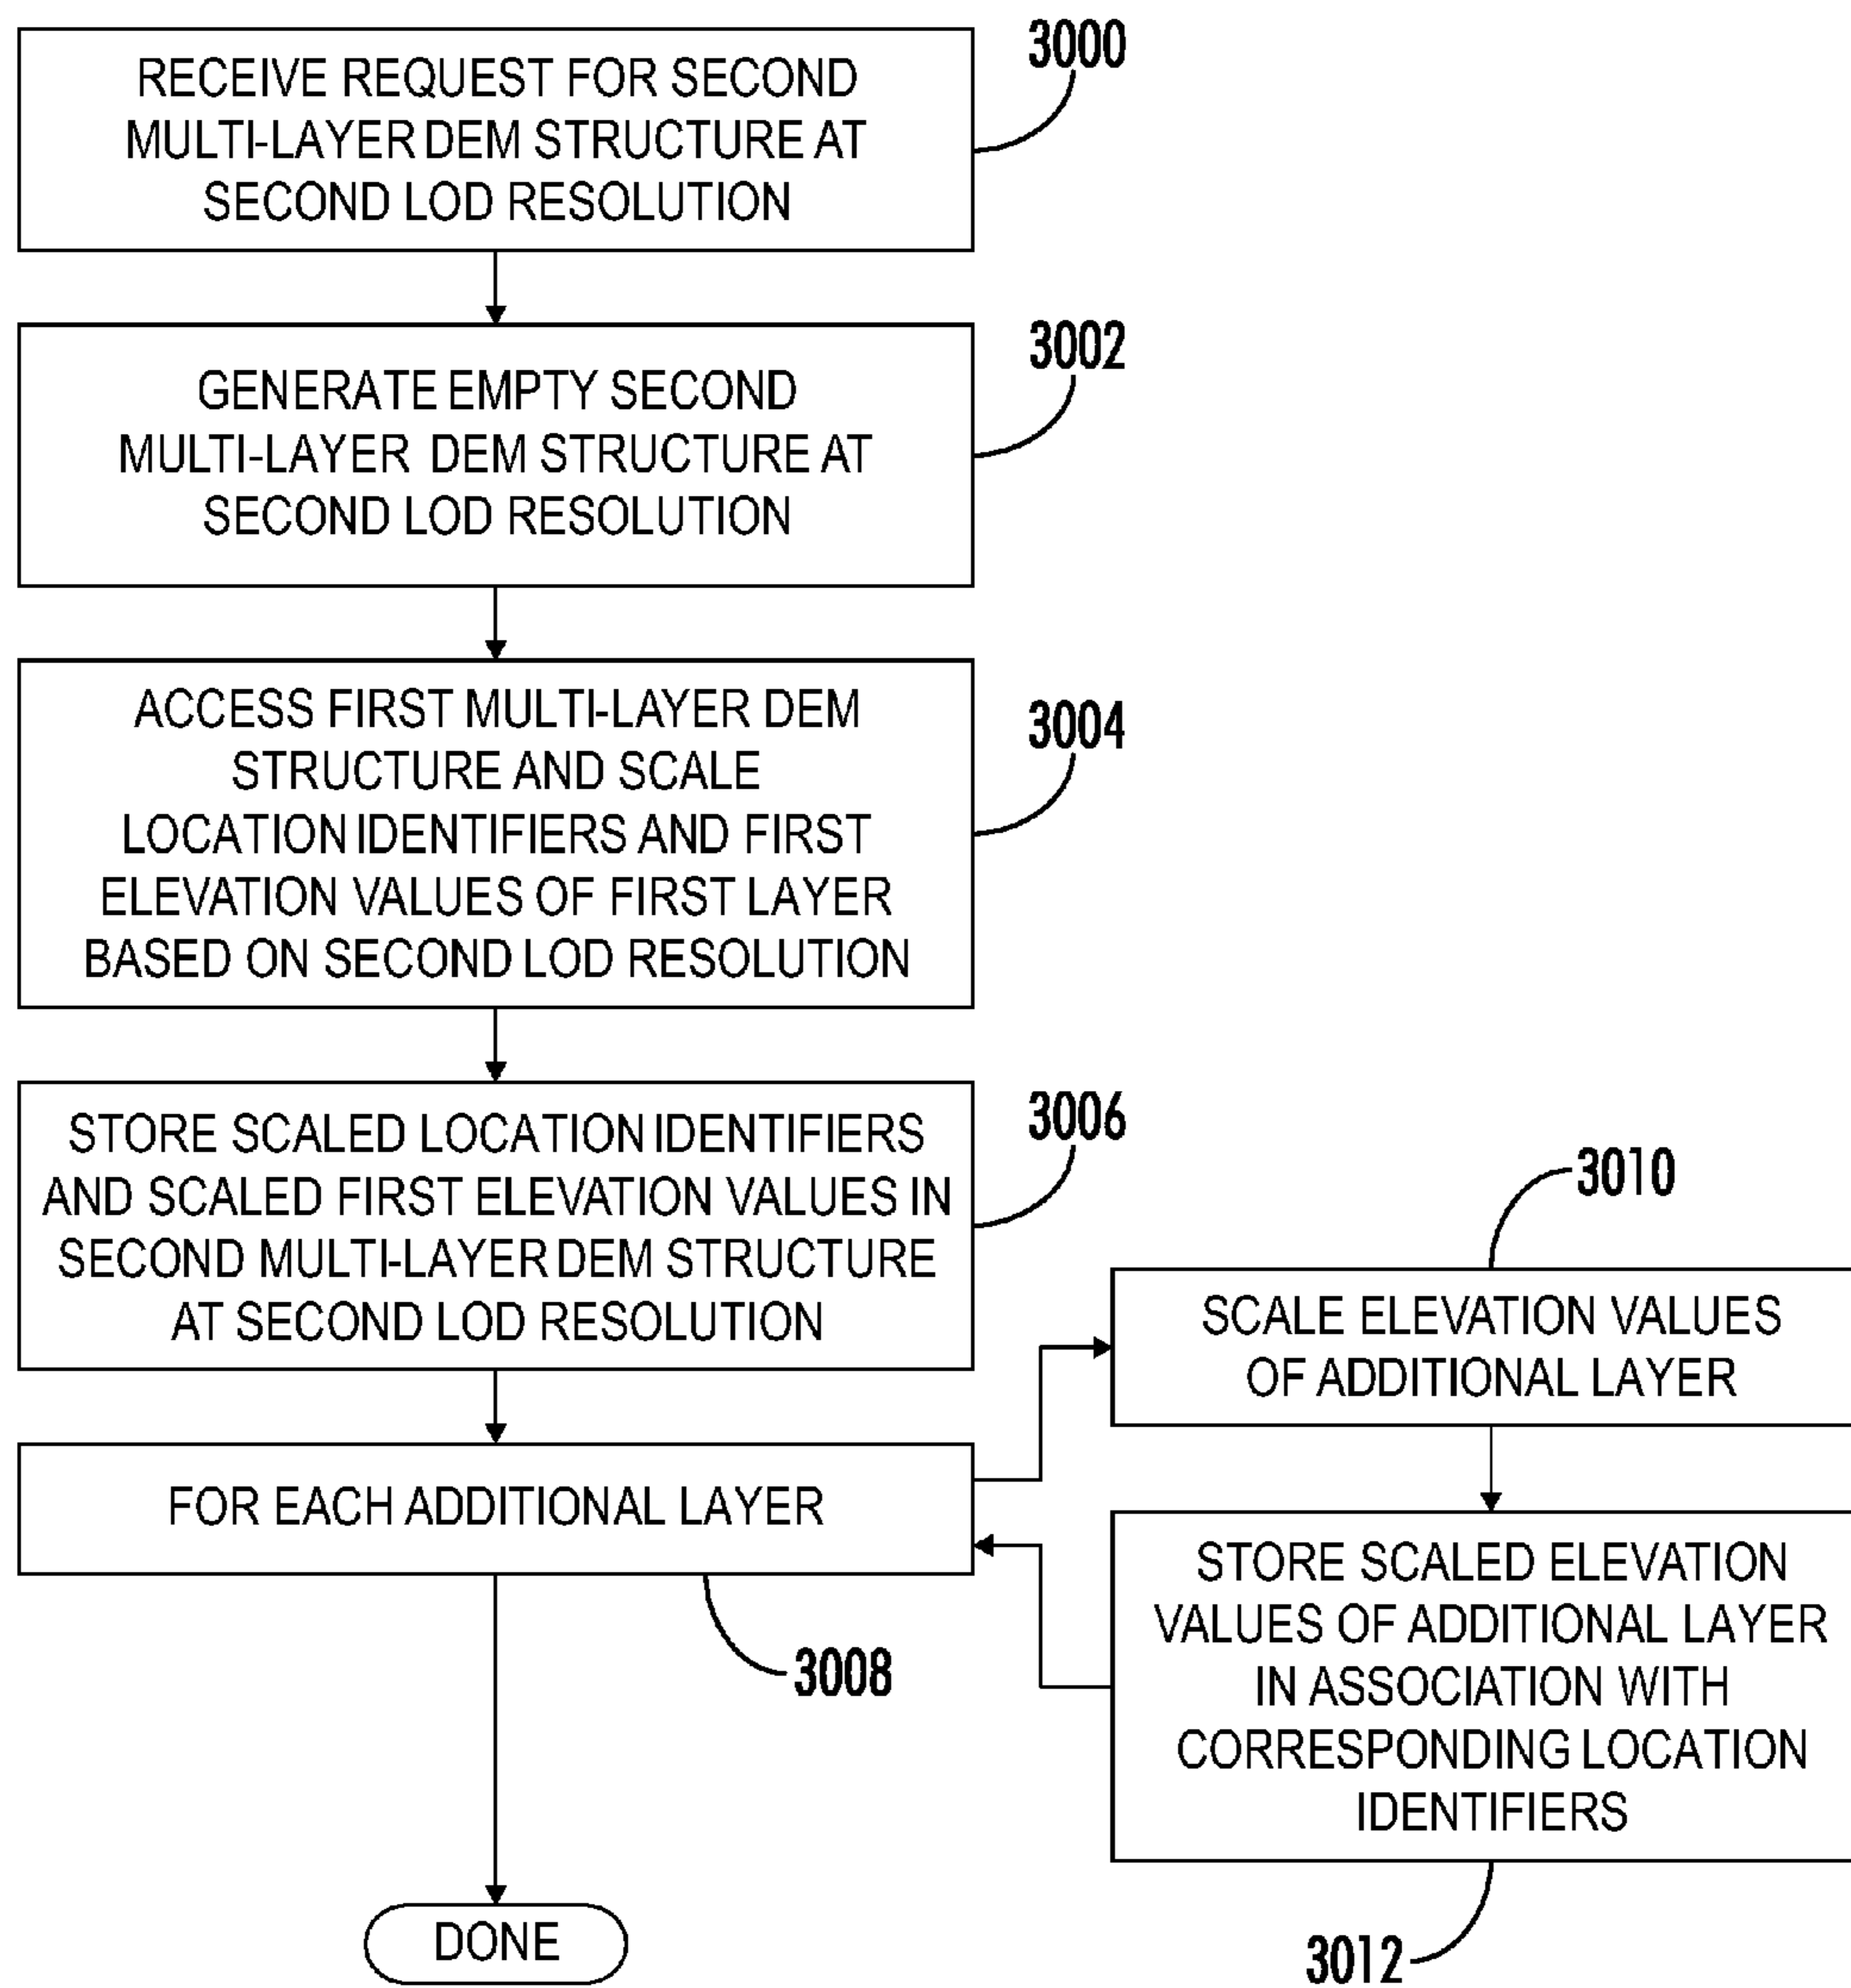 RECEIVE REQUEST FOR SECOND
MULTI-LAYER DEM STRUCTURE AT
SECOND LOD RESOLUTION
3000
GENERATE EMPTY SECOND
MULTI-LAYER DEM STRUCTURE AT
SECOND LOD RESOLUTION
3002
ACCESS FIRST MULTI-LAYER DEM
STRUCTURE AND SCALE
LOCATION IDENTIFIERS AND FIRST
ELEVATION VALUES OF FIRST LAYER
BASED ON SECOND LOD RESOLUTION
3004
STORE SCALED LOCATION IDENTIFIERS
AND SCALED FIRST ELEVATION VALUES IN
SECOND MULTI-LAYER DEM STRUCTURE
AT SECOND LOD RESOLUTION
3006
FOR EACH ADDITIONAL LAYER
3008
SCALE ELEVATION VALUES
OF ADDITIONAL LAYER
3010
STORE SCALED ELEVATION
VALUES OF ADDITIONAL LAYER
IN ASSOCIATION WITH
CORRESPONDING LOCATION
IDENTIFIERS
3012
DONE